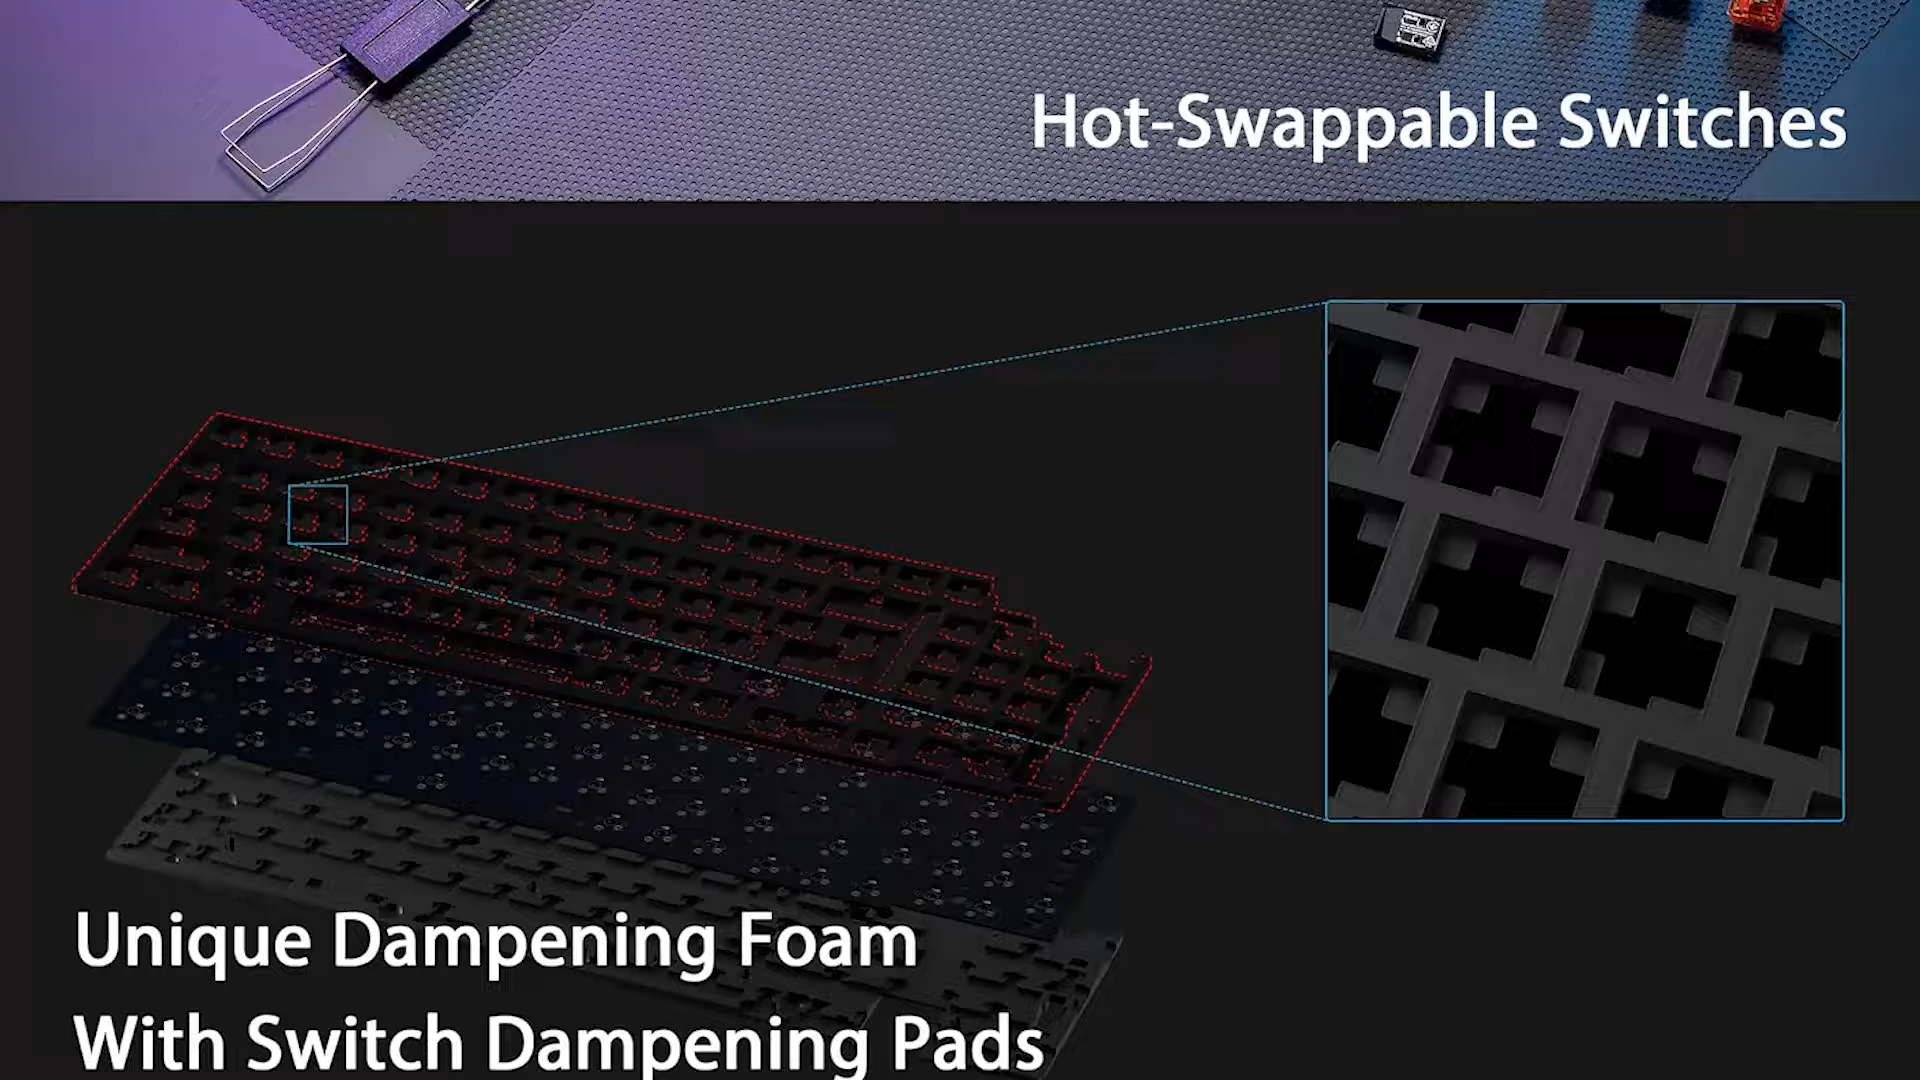 Hot-Swappable Switches
Unique Dampening Foam
With Switch Dampening Pads